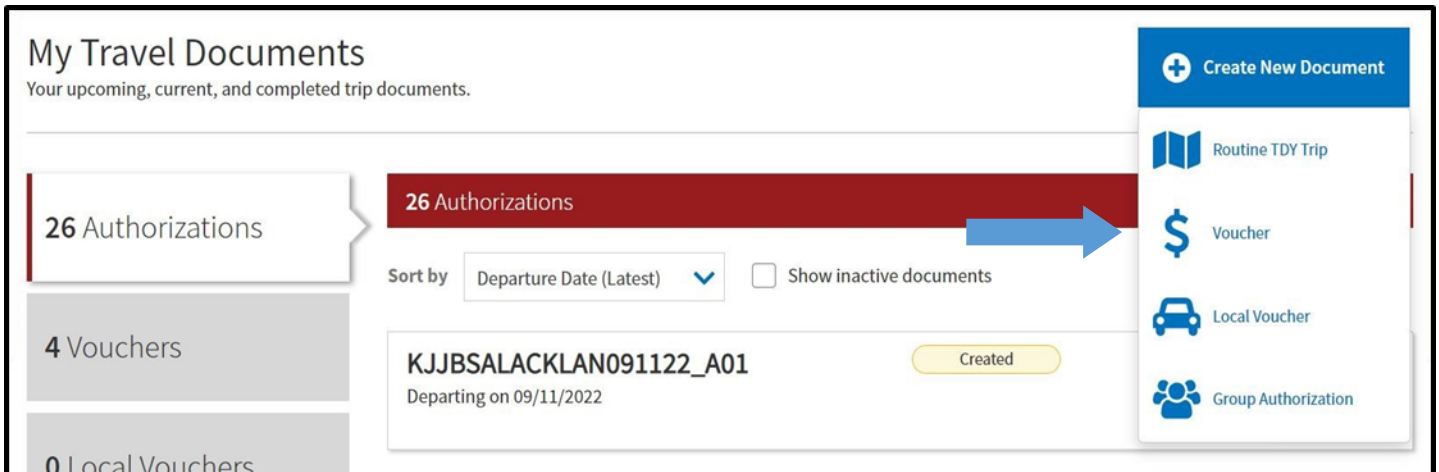 My Travel Documents
Your upcoming, current, and completed trip documents.
Create New Document
Routine TDY Trip
Voucher
Local Voucher
Group Authorization
26 Authorizations
4 Vouchers
0 Local Vouchers
26 Authorizations
Sort by Departure Date (Latest) Show inactive documents
KJJBSALACKLAN091122_A01 Created
Departing on 09/11/2022